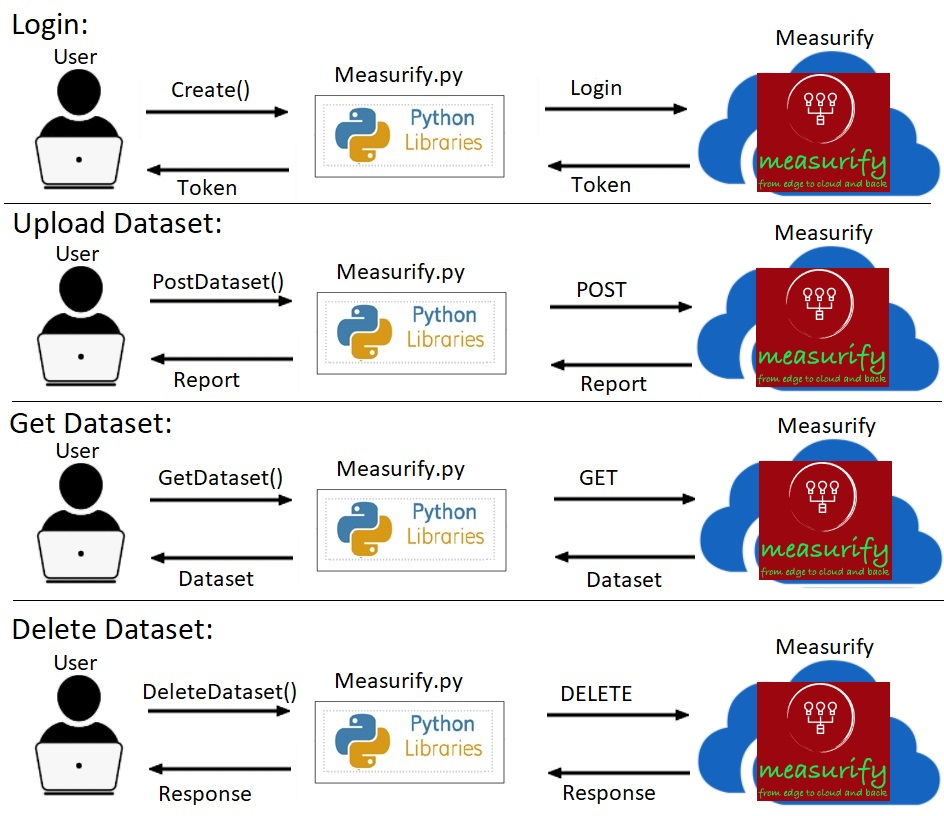 Login:
User
Measurify.py
Measurify
Create()
Login
Python
Libraries
measurify
from edge to cloud and back
Token
Token
Upload Dataset:
User
Measurify.py
Measurify
PostDataset()
POST
Python
Libraries
measurify
from edge to cloud and back
Report
Report
Get Dataset:
User
Measurify.py
Measurify
GetDataset()
GET
Python
Libraries
measurify
from edge to cloud and back
Dataset
Dataset
Delete Dataset:
User
Measurify.py
Measurify
DeleteDataset()
DELETE
Python
Libraries
measurify
from edge to cloud and back
Response
Response